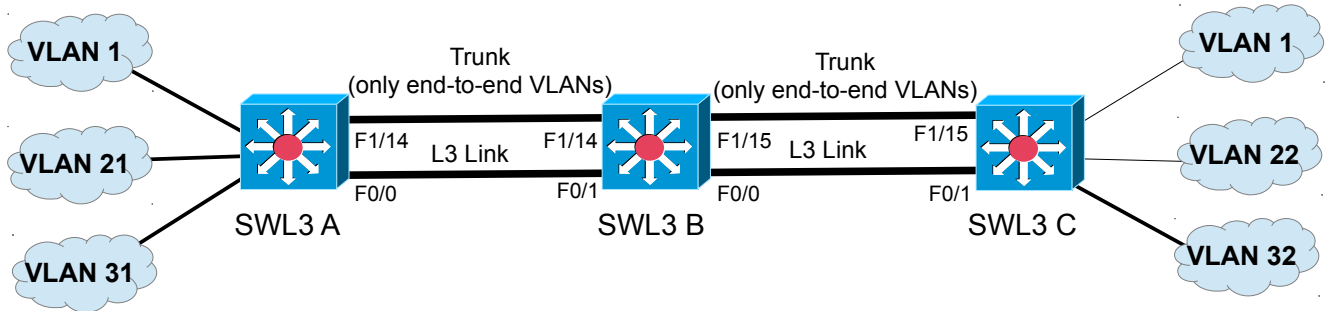 VLAN 1
VLAN 21
VLAN 31
Trunk
(only end-to-end VLANs)
F1/14
F1/14
L3 Link
F0/0
F0/1
SWL3 A
SWL3 B
Trunk
(only end-to-end VLANs)
F1/15
F1/15
L3 Link
F0/0
F0/1
SWL3 C
VLAN 1
VLAN 22
VLAN 32